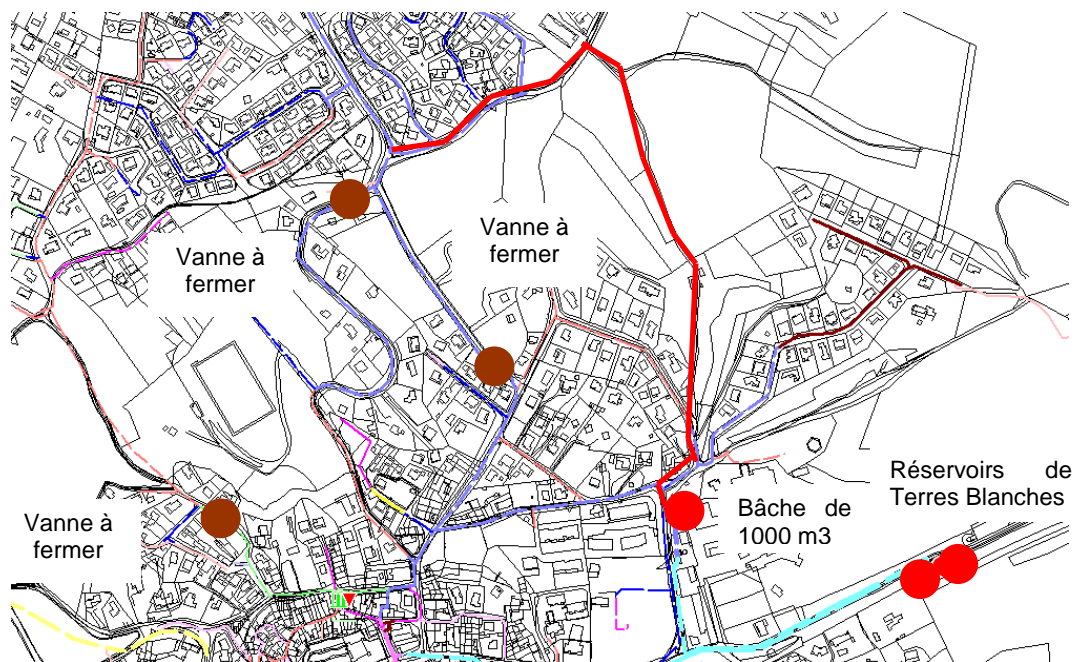 Vanne à
fermer
Vanne à
fermer
Vanne à
fermer
Bâche de
1000 m3
Réservoirs de
Terres Blanches